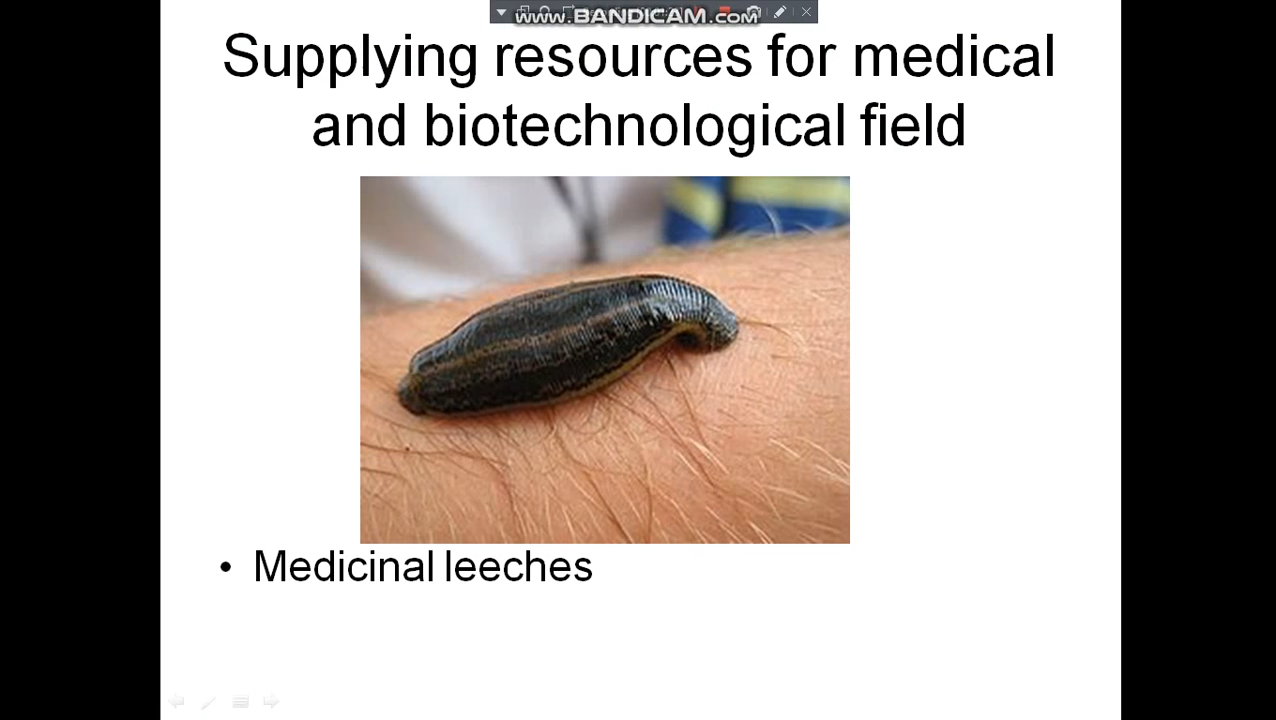 www.BANDICAM.com
Supplying resources for medical
and biotechnological field
• Medicinal leeches